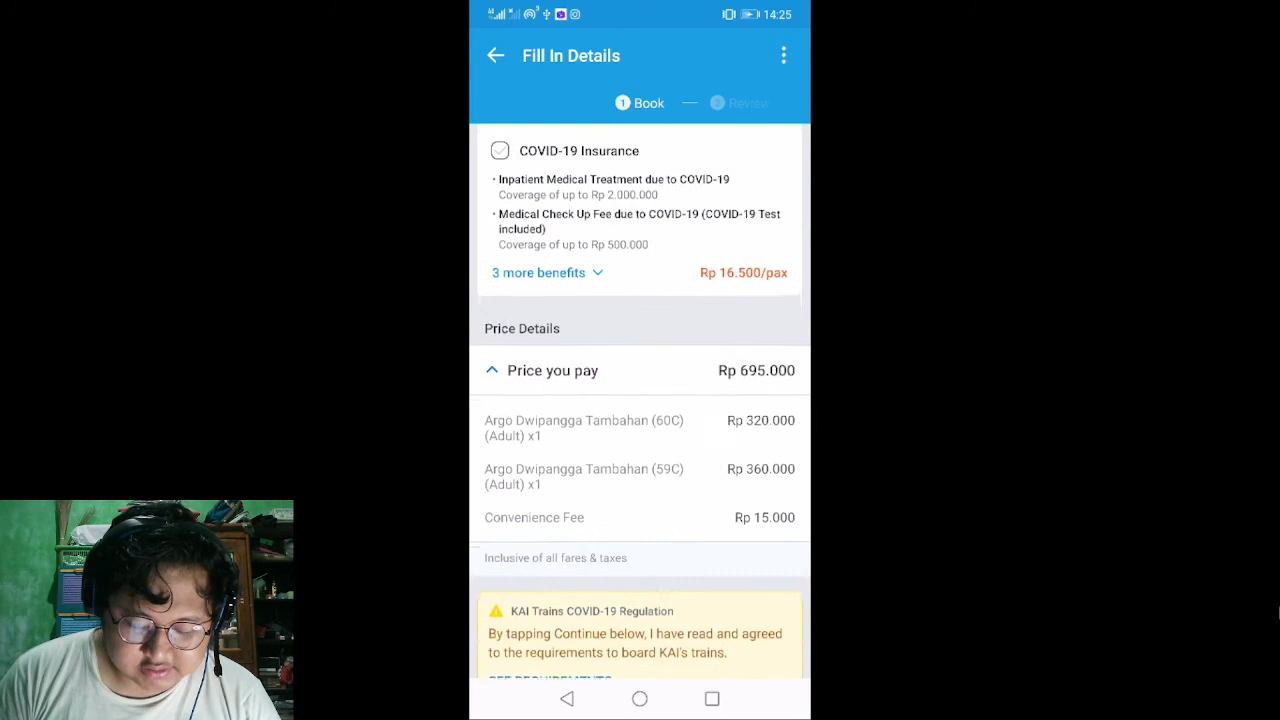 14:25
Fill In Details
1 Book — 2 Review
COVID-19 Insurance
• Inpatient Medical Treatment due to COVID-19
Coverage of up to Rp 2.000.000
• Medical Check Up Fee due to COVID-19 (COVID-19 Test
included)
Coverage of up to Rp 500.000
3 more benefits Rp 16.500/pax
Price Details
Price you pay Rp 695.000
Argo Dwipangga Tambahan (60C) Rp 320.000
(Adult) x1
Argo Dwipangga Tambahan (59C) Rp 360.000
(Adult) x1
Convenience Fee Rp 15.000
Inclusive of all fares & taxes
KAI Trains COVID-19 Regulation
By tapping Continue below, I have read and agreed
to the requirements to board KAI's trains.
SEE REQUIREMENTS